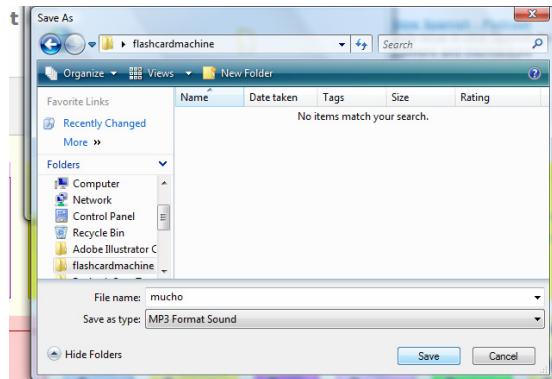 t
Save As
flashcardmachine
Search
Organize Views New Folder
Favorite Links
Name Date taken Tags Size Rating
No items match your search.
Recently Changed
More »
Folders
Computer
Network
Control Panel
Recycle Bin
Adobe Illustrator C
flashcardmachine
File name: mucho
Save as type: MP3 Format Sound
Hide Folders
Save Cancel